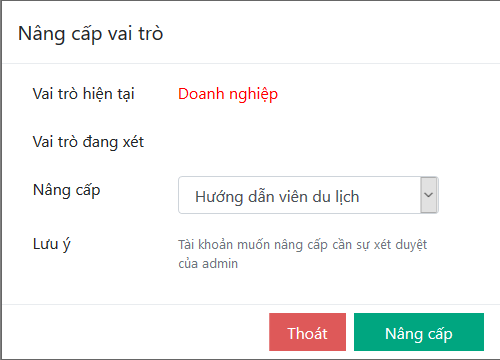 Nâng cấp vai trò
Vai trò hiện tại Doanh nghiệp
Vai trò đang xét
Nâng cấp Hướng dẫn viên du lịch
Lưu ý Tài khoản muốn nâng cấp cần sự xét duyệt
của admin
Thoát Nâng cấp